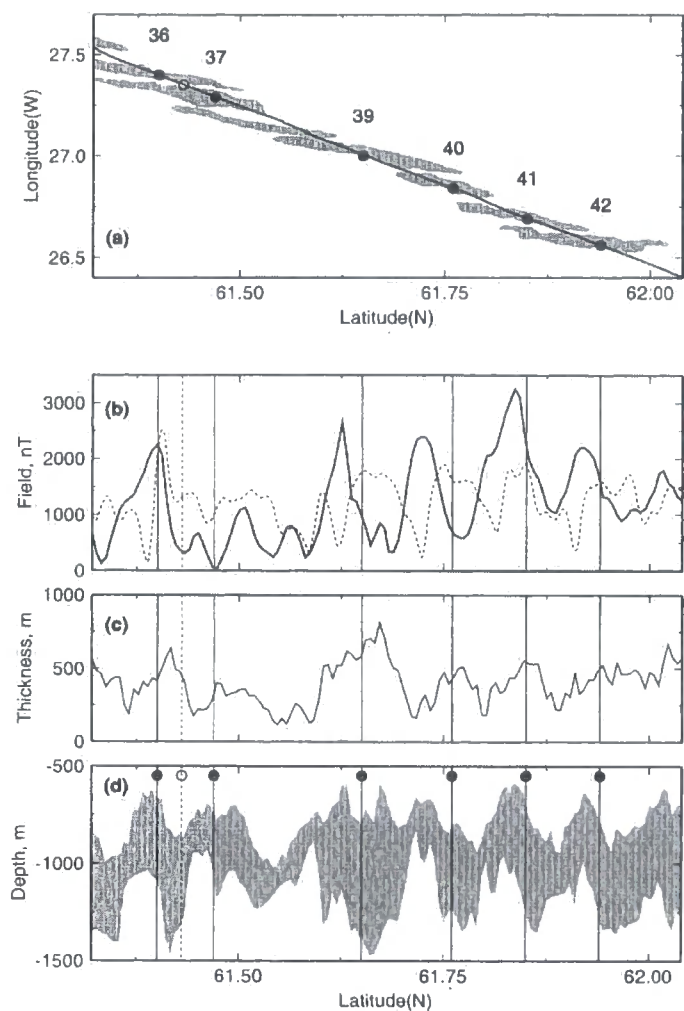 27.5
27.0
26.5
Longitude(W)
36
37
39
40
41
42
(a)
61.50
61.75
62.00
Latitude(N)
3000
2000
1000
0
Field, nT
(b)
1000
500
0
Thickness, m
(c)
-500
-1000
-1500
Depth, m
(d)
61.50
61.75
62.00
Latitude(N)